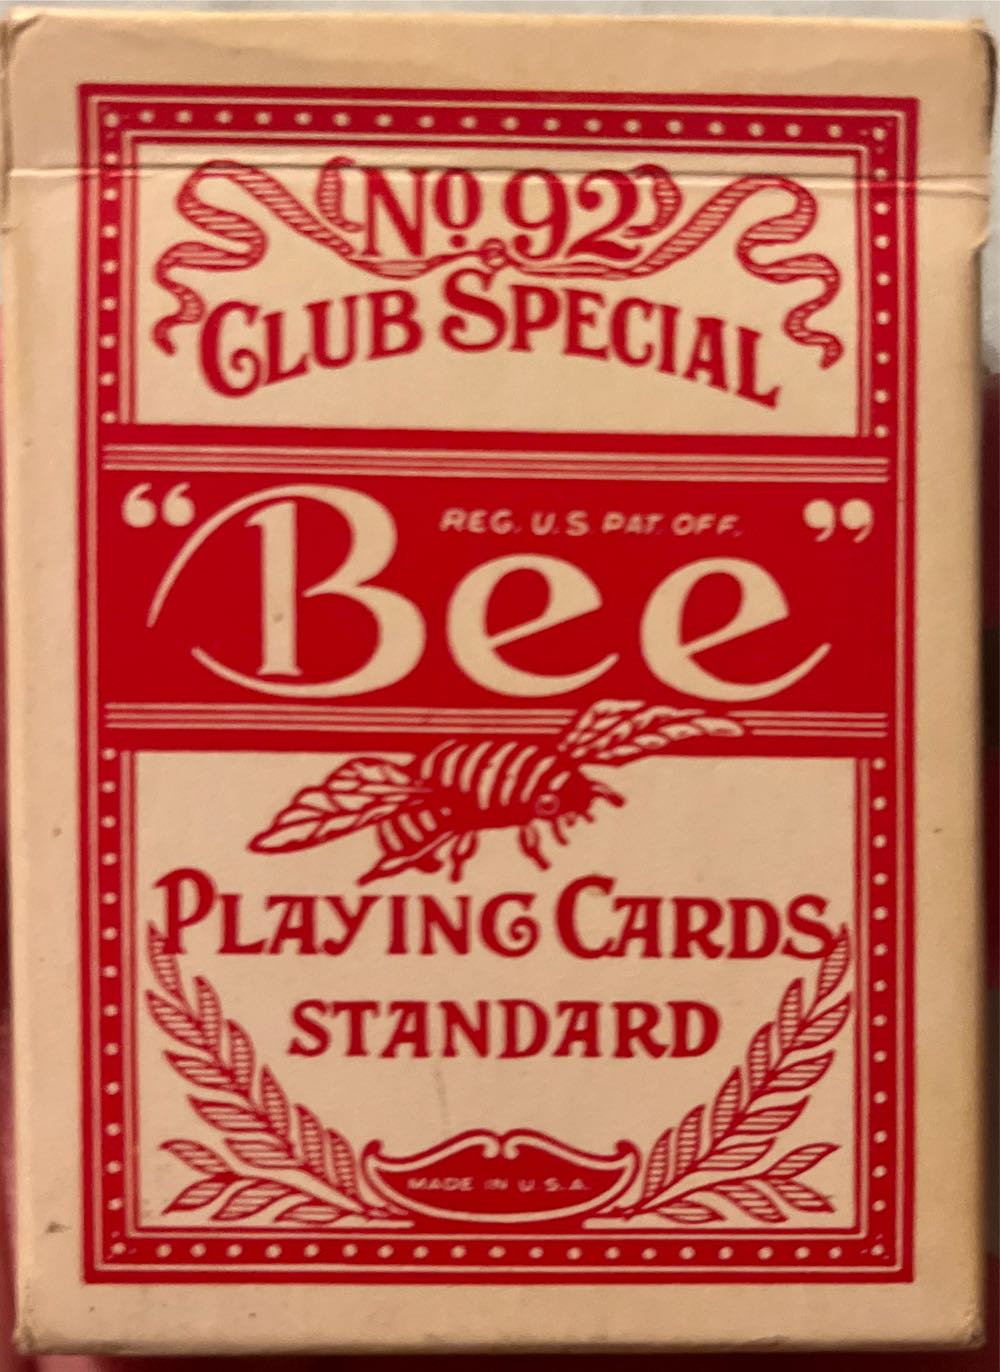 No. 92
CLUB SPECIAL
“Bee”
REG. U.S. PAT. OFF.
PLAYING CARDS
STANDARD
MADE IN U.S.A.